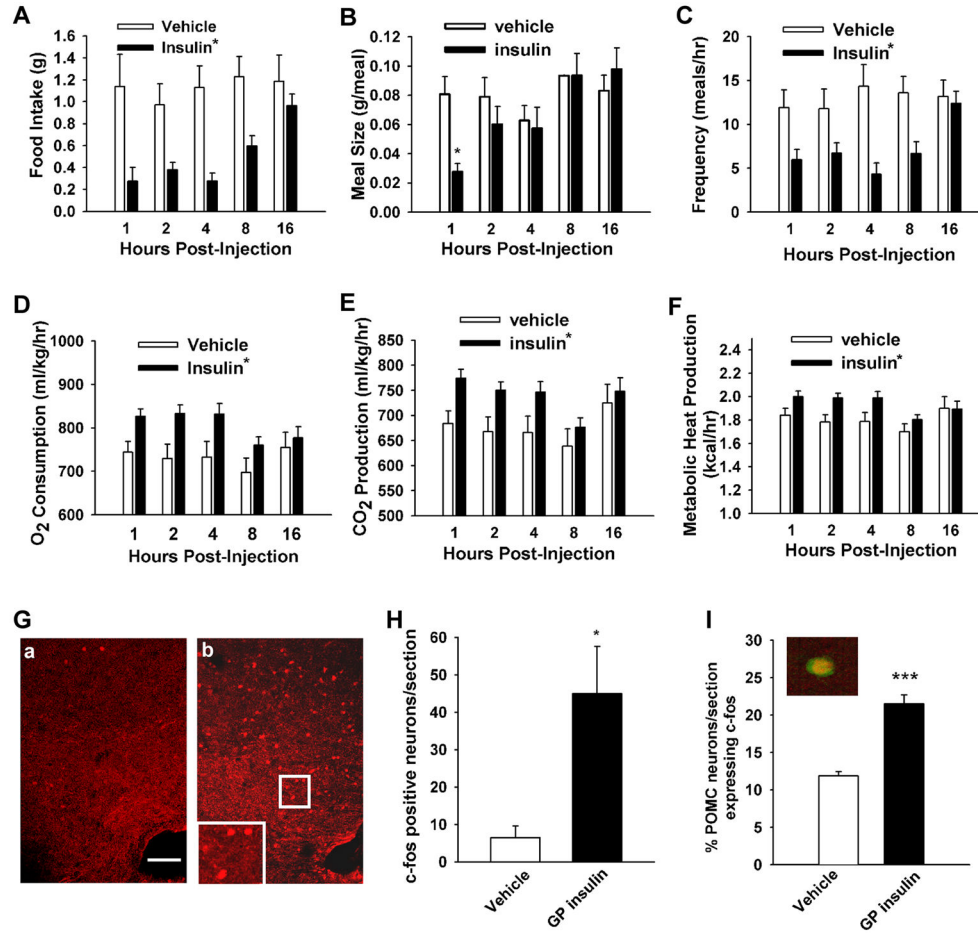 A
Vehicle
Insulin*
Food Intake (g)
1.6
1.4
1.2
1.0
0.8
0.6
0.4
0.2
0.0
1 2 4 8 16
Hours Post-Injection
B
vehicle
insulin
Meal Size (g/meal)
0.12
0.10
0.08
0.06
0.04
0.02
0.00
*
1 2 4 8 16
Hours Post-Injection
C
Vehicle
Insulin*
Frequency (meals/hr)
20
15
10
5
0
1 2 4 8 16
Hours Post-Injection
D
Vehicle
Insulin*
O2 Consumption (ml/kg/hr)
1000
900
800
700
600
1 2 4 8 16
Hours Post-Injection
E
vehicle
insulin*
CO2 Production (ml/kg/hr)
850
800
750
700
650
600
550
500
1 2 4 8 16
Hours Post-Injection
F
vehicle
insulin*
Metabolic Heat Production
(kcal/hr)
2.4
2.2
2.0
1.8
1.6
1.4
1.2
1.0
1 2 4 8 16
Hours Post-Injection
G
a
b
H
c-fos positive neurons/section
60
50
40
30
20
10
0
*
Vehicle
GP insulin
I
% POMC neurons/section
expressing c-fos
30
25
20
15
10
5
0
***
Vehicle
GP insulin